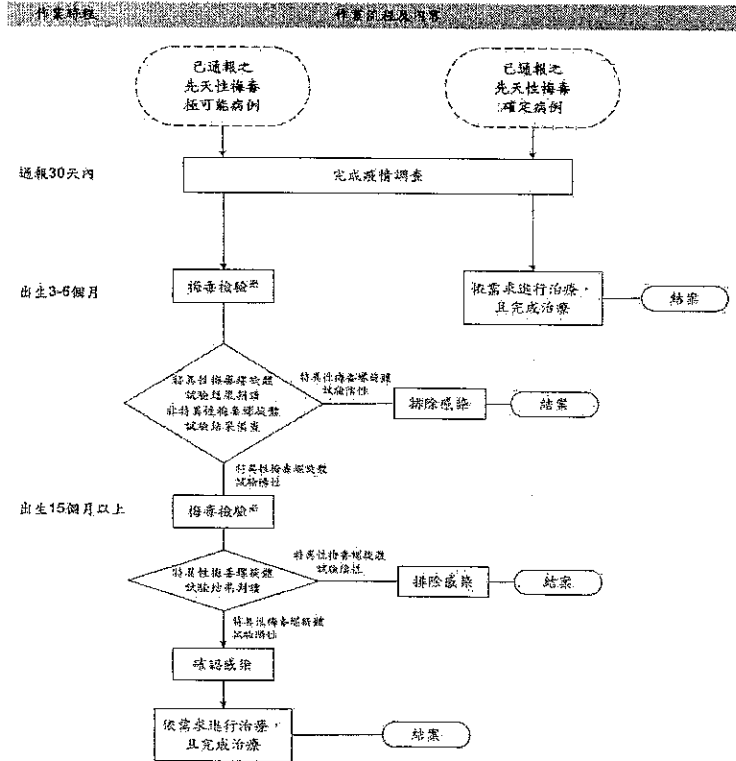 作業時程
作業流程及內容
已通報之
先天性梅毒
極可能病例
已通報之
先天性梅毒
確定病例
通報30天內
完成疫情調查
出生3-6個月
梅毒檢驗
依需求進行治療，
且完成治療
結案
特異性梅毒螺旋體
試驗結果判讀
非特異性梅毒螺旋體
試驗結果備查
特異性梅毒螺旋體
試驗陰性
排除感染
結案
特異性梅毒螺旋體
試驗陽性
出生15個月以上
梅毒檢驗
特異性梅毒螺旋體
試驗結果判讀
特異性梅毒螺旋體
試驗陰性
排除感染
結案
特異性梅毒螺旋體
試驗陽性
確認感染
依需求進行治療，
且完成治療
結案